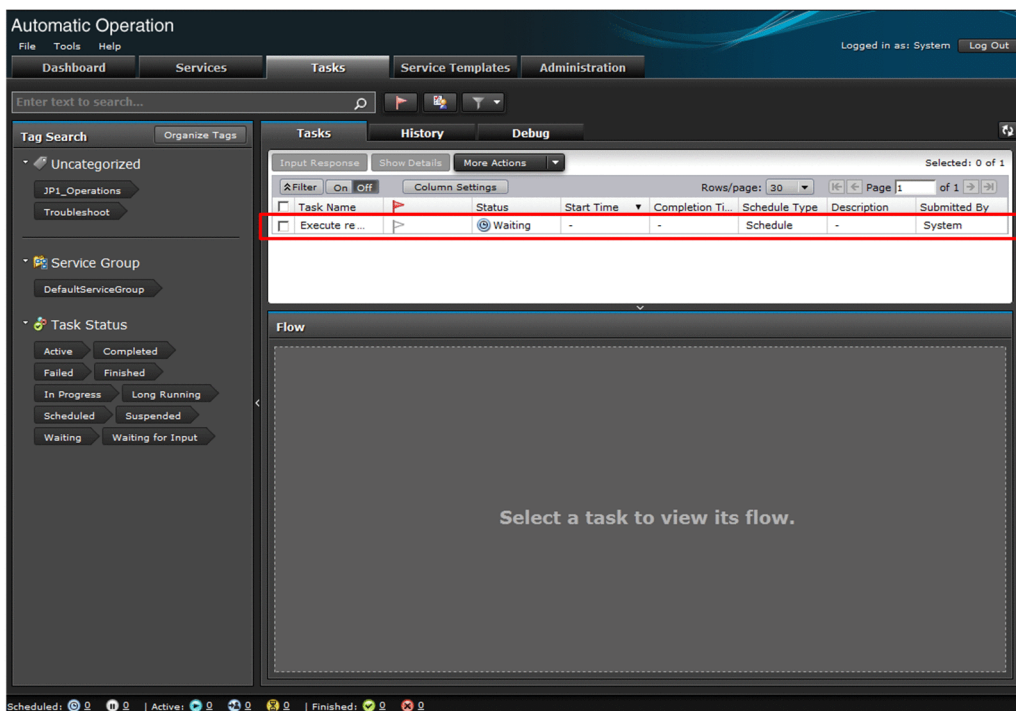 Automatic Operation
File Tools Help
Logged in as: System Log Out
Dashboard Services Tasks Service Templates Administration
Enter text to search...
Tag Search Organize Tags
Uncategorized
JP1_Operations
Troubleshoot
Service Group
DefaultServiceGroup
Task Status
Active Completed
Failed Finished
In Progress Long Running
Scheduled Suspended
Waiting Waiting for Input
Tasks History Debug
Input Response Show Details More Actions Selected: 0 of 1
Filter On Off Column Settings Rows/page: 30 Page 1 of 1
Task Name Status Start Time Completion Ti... Schedule Type Description Submitted By
Execute re... Waiting - - Schedule - System
Flow
Select a task to view its flow.
Scheduled: 0 0 | Active: 0 0 0 | Finished: 0 0